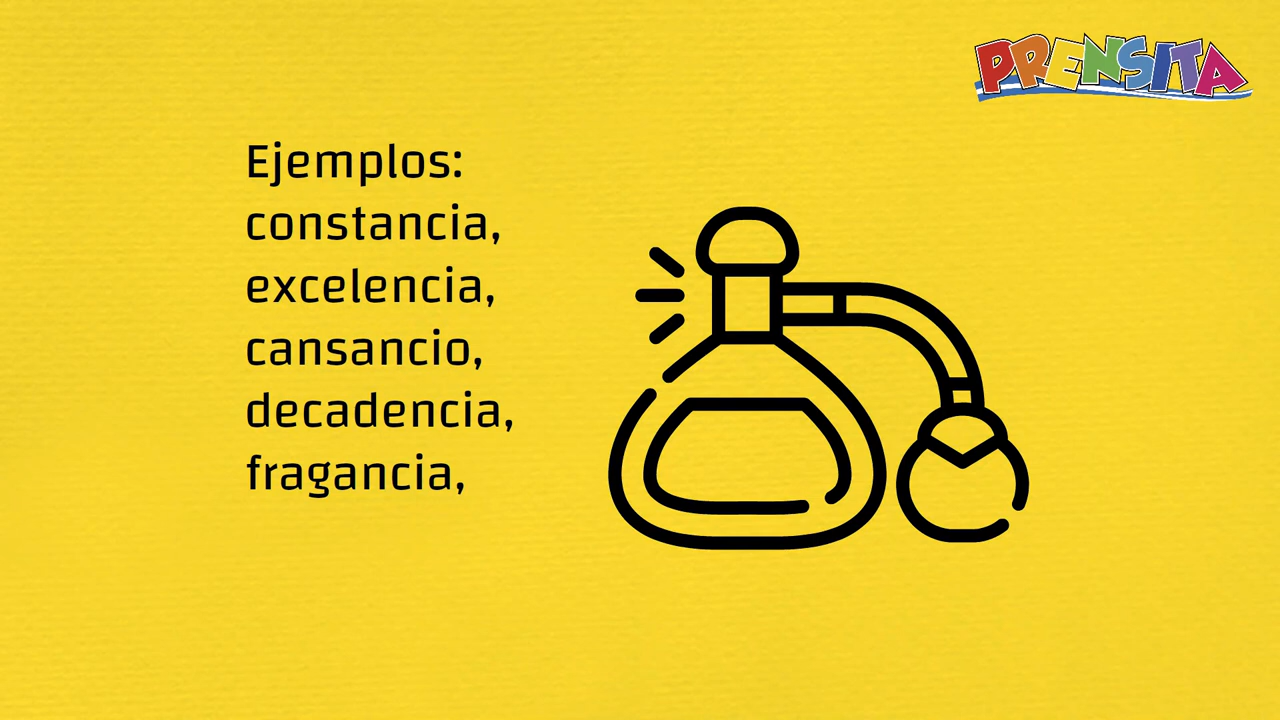 PRENSITA
Ejemplos:
constancia,
excelencia,
cansancio,
decadencia,
fragancia,